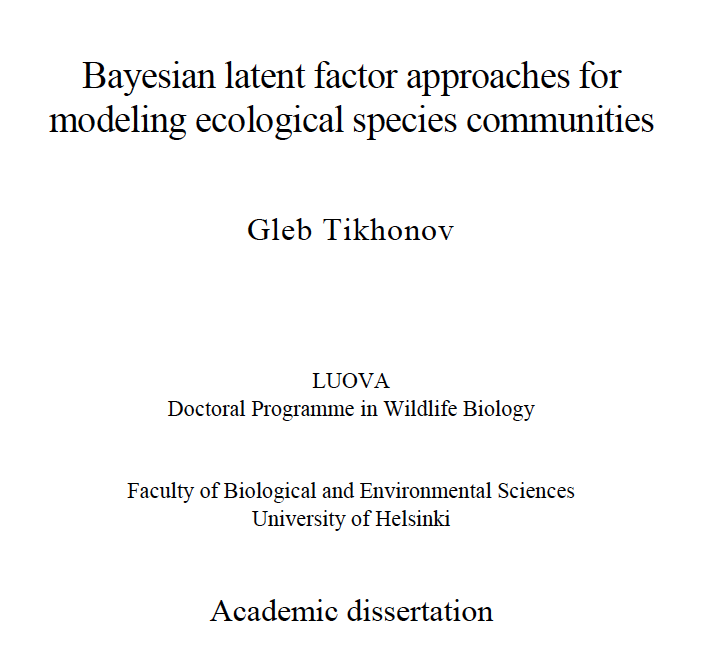 Bayesian latent factor approaches for
modeling ecological species communities
Gleb Tikhonov
LUOVA
Doctoral Programme in Wildlife Biology
Faculty of Biological and Environmental Sciences
University of Helsinki
Academic dissertation